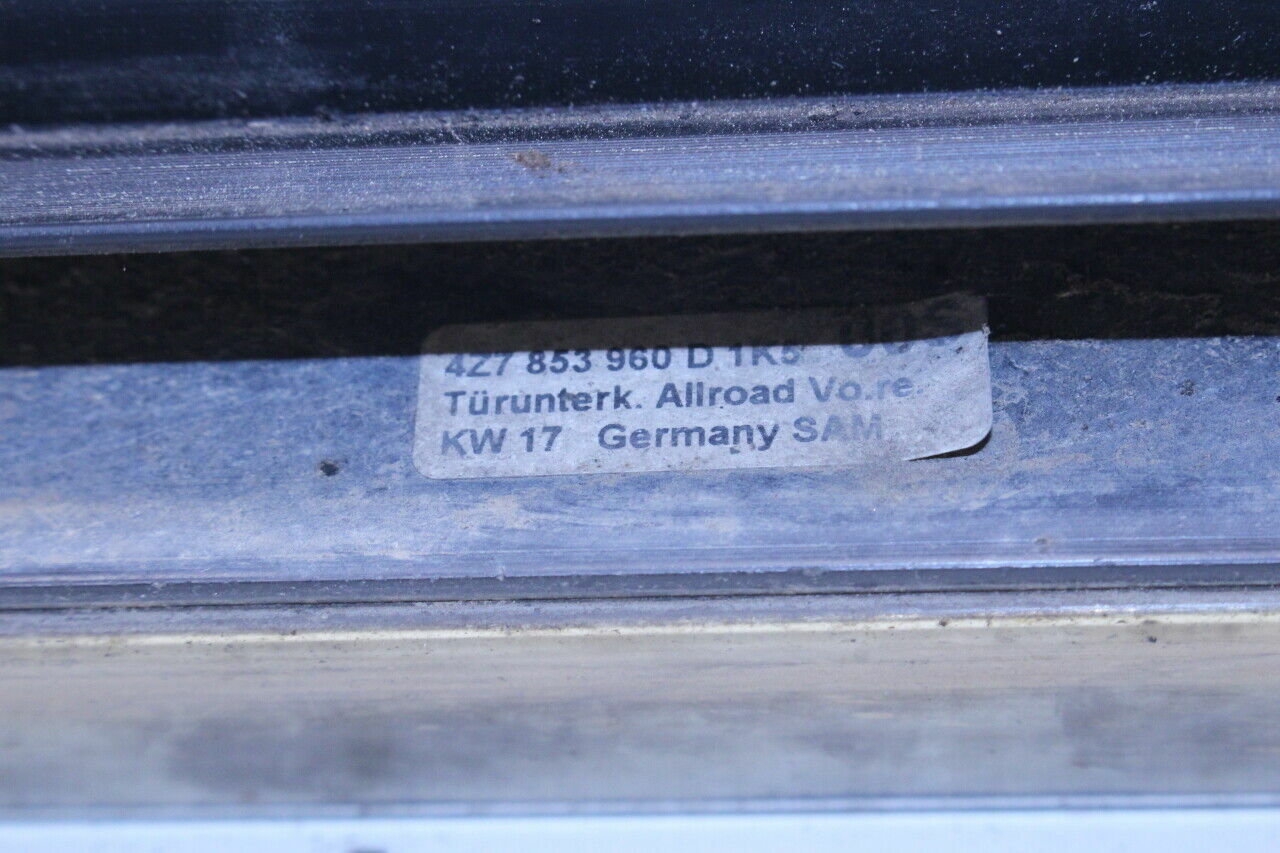 4Z7 853 960 D 1K5
Türunterk. Allroad Vo.re.
KW 17 Germany SAM